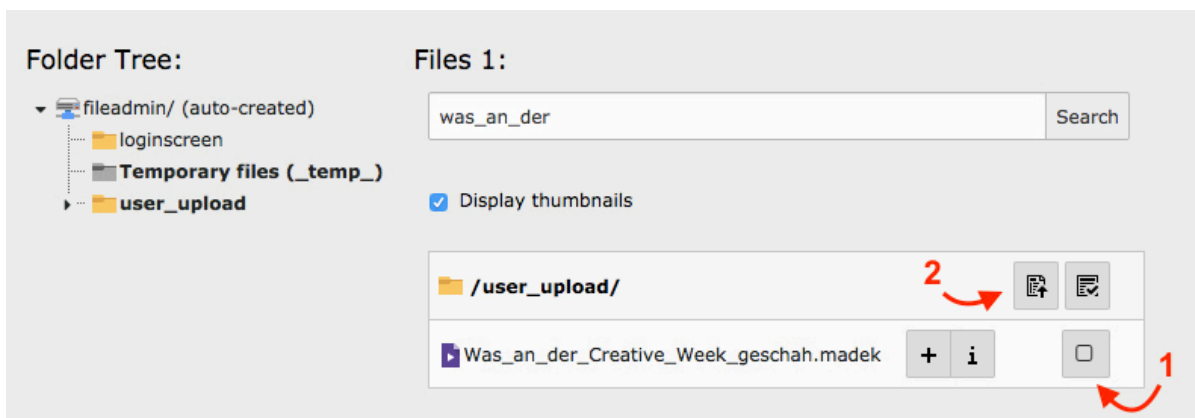 Folder Tree:
fileadmin/ (auto-created)
loginscreen
Temporary files (_temp_)
user_upload
Files 1:
was_an_der Search
Display thumbnails
/user_upload/ 2
Was_an_der_Creative_Week_geschah.madek + i
1